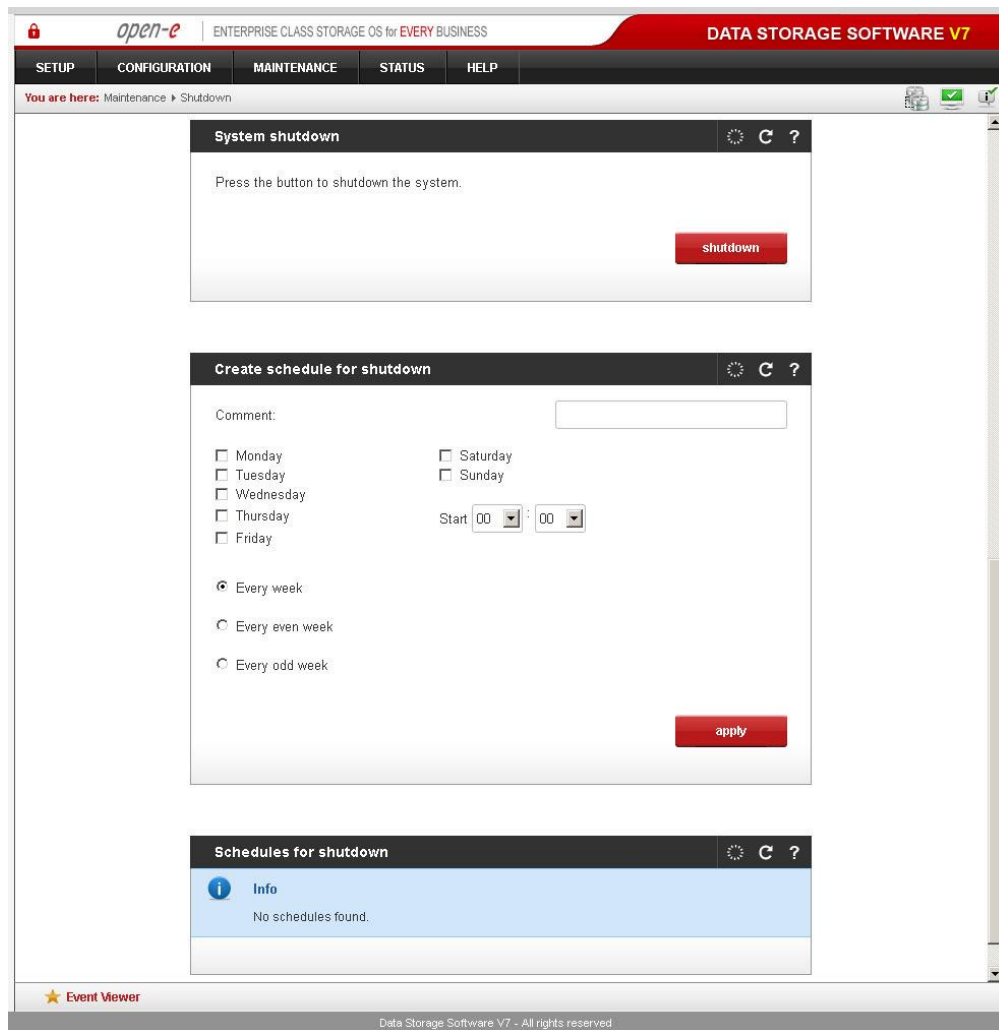 open-e ENTERPRISE CLASS STORAGE OS for EVERY BUSINESS DATA STORAGE SOFTWARE V7
SETUP CONFIGURATION MAINTENANCE STATUS HELP
You are here: Maintenance Shutdown
System shutdown
Press the button to shutdown the system.
shutdown
Create schedule for shutdown
Comment:
Monday Saturday
Tuesday Sunday
Wednesday
Thursday Start 00 : 00
Friday
Every week
Every even week
Every odd week
apply
Schedules for shutdown
Info
No schedules found.
Event Viewer
Data Storage Software V7 - All rights reserved